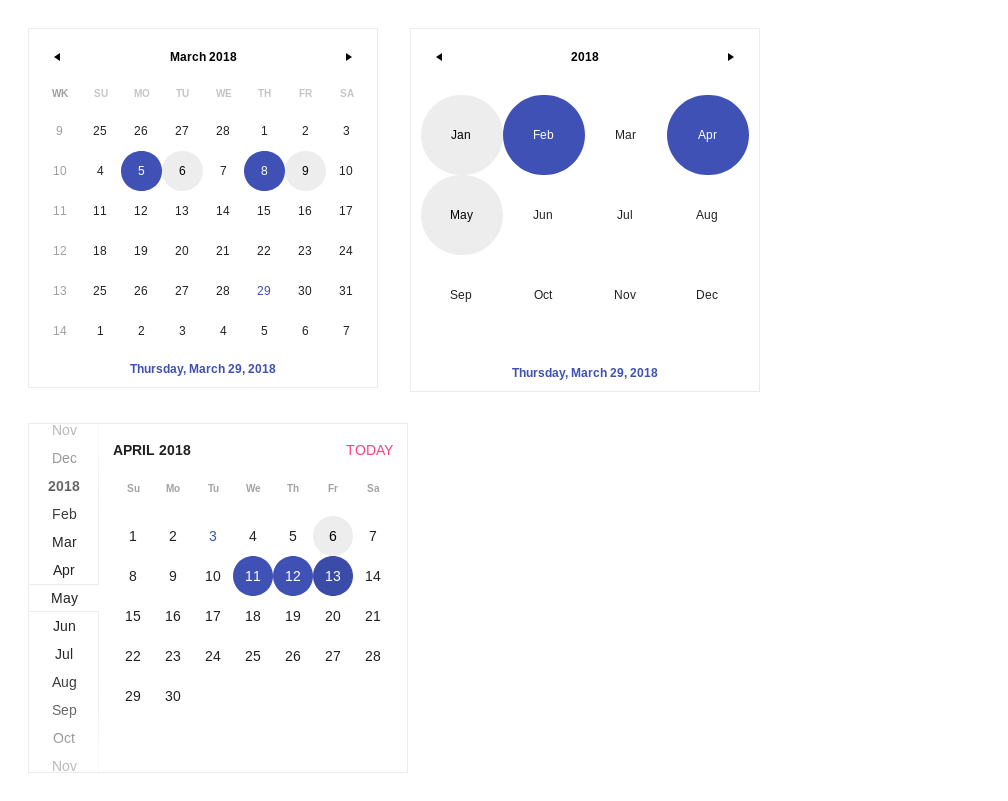 March 2018
WK SU MO TU WE TH FR SA
9 25 26 27 28 1 2 3
10 4 5 6 7 8 9 10
11 11 12 13 14 15 16 17
12 18 19 20 21 22 23 24
13 25 26 27 28 29 30 31
14 1 2 3 4 5 6 7
Thursday, March 29, 2018
2018
Jan Feb Mar Apr
May Jun Jul Aug
Sep Oct Nov Dec
Thursday, March 29, 2018
Nov
Dec
2018
Feb
Mar
Apr
May
Jun
Jul
Aug
Sep
Oct
Nov
APRIL 2018 TODAY
Su Mo Tu We Th Fr Sa
1 2 3 4 5 6 7
8 9 10 11 12 13 14
15 16 17 18 19 20 21
22 23 24 25 26 27 28
29 30